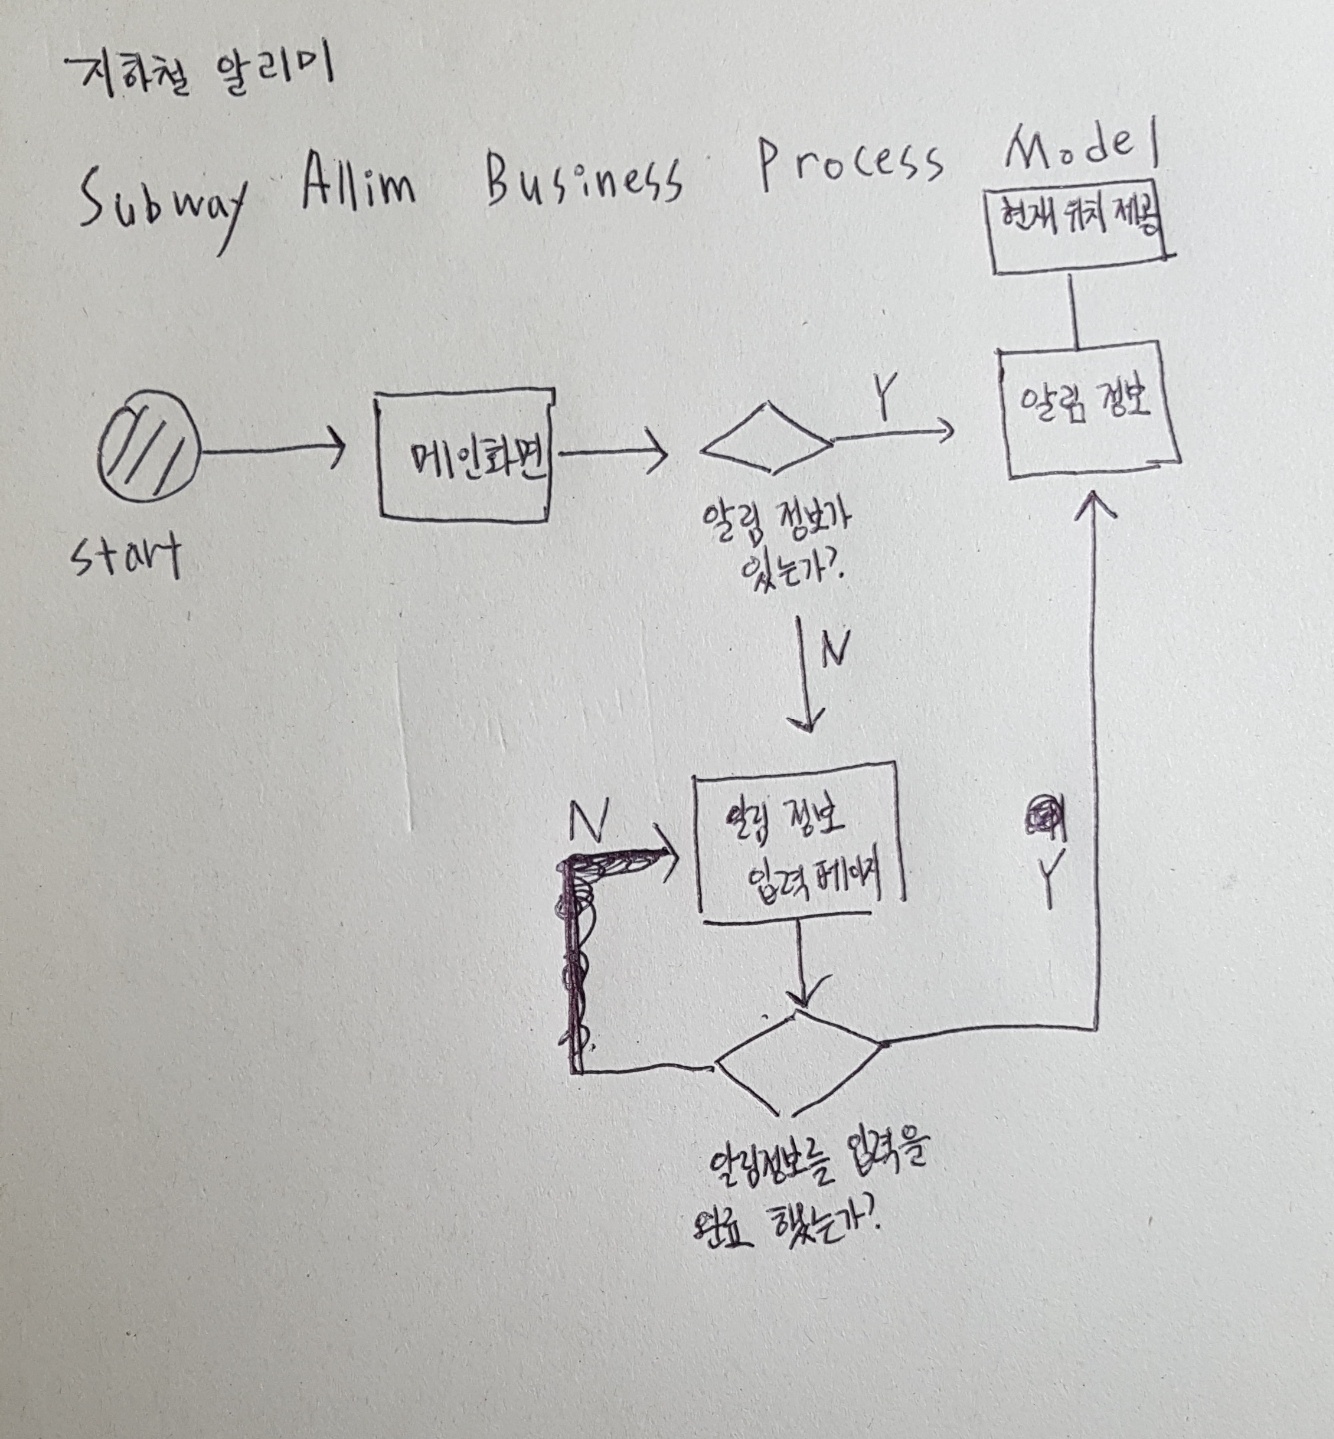 지하철 알리미
Subway Allim Business Process Model
현재 위치 제공
start
메인화면
알림 정보가
있는가?
Y
알림 정보
N
알림 정보
입력 페이지
N
Y
알림정보를 입력을
완료 했는가?